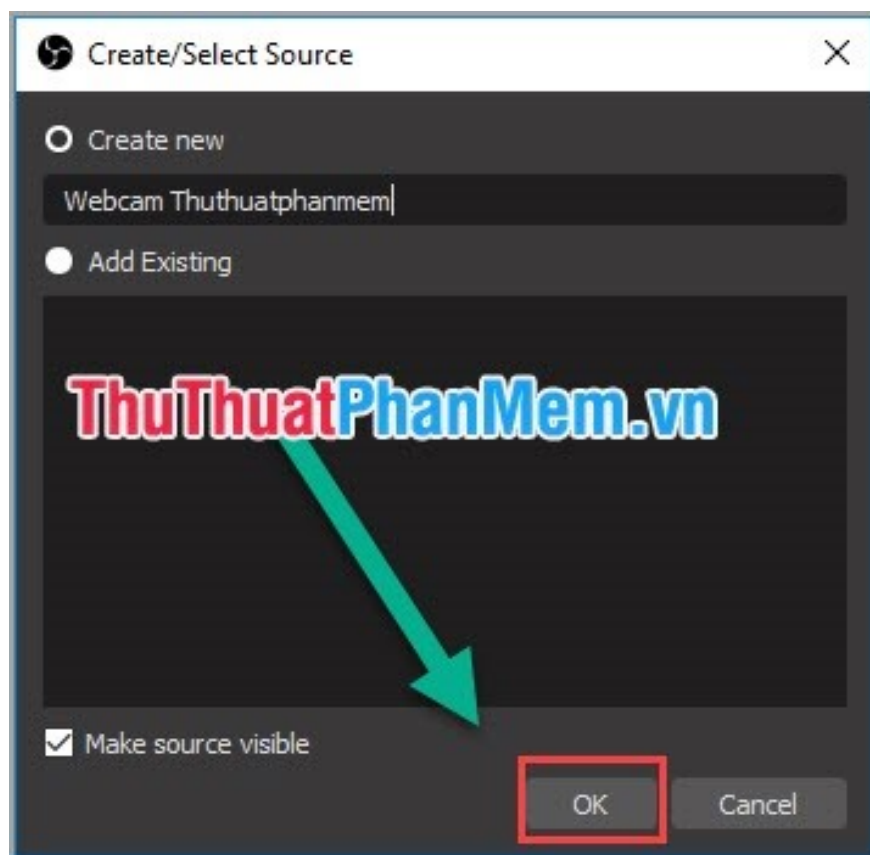 Create/Select Source
Create new
Webcam Thuthuatphanmem
Add Existing
ThuThuatPhanMem.vn
Make source visible
OK
Cancel